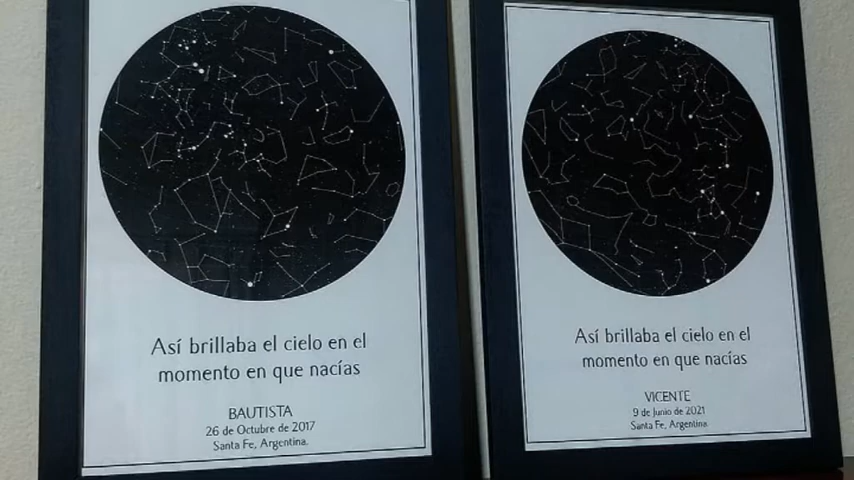 Así brillaba el cielo en el
momento en que nacías
BAUTISTA
26 de Octubre de 2017
Santa Fe, Argentina.
Así brillaba el cielo en el
momento en que nacías
VICENTE
9 de Junio de 2021
Santa Fe, Argentina.